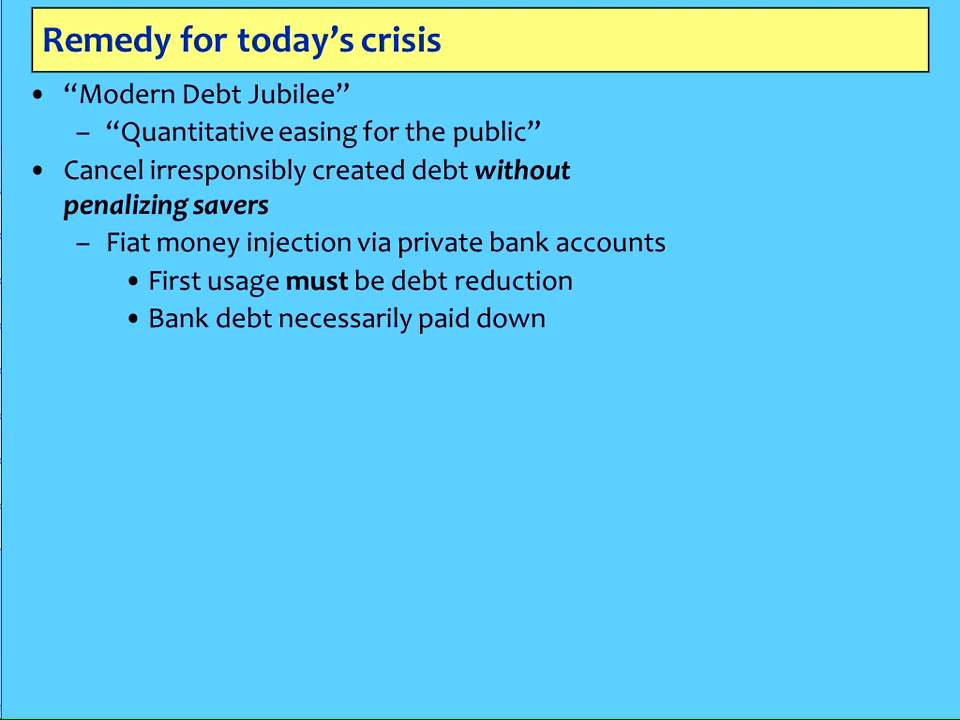 Remedy for today’s crisis
• “Modern Debt Jubilee”
– “Quantitative easing for the public”
• Cancel irresponsibly created debt without
penalizing savers
– Fiat money injection via private bank accounts
• First usage must be debt reduction
• Bank debt necessarily paid down